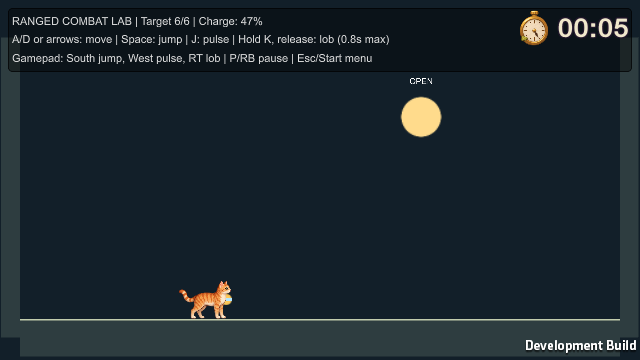 RANGED COMBAT LAB | Target 6/6 | Charge: 47%
00:05
A/D or arrows: move | Space: jump | J: pulse | Hold K, release: lob (0.8s max)
Gamepad: South jump, West pulse, RT lob | P/RB pause | Esc/Start menu
OPEN
Development Build